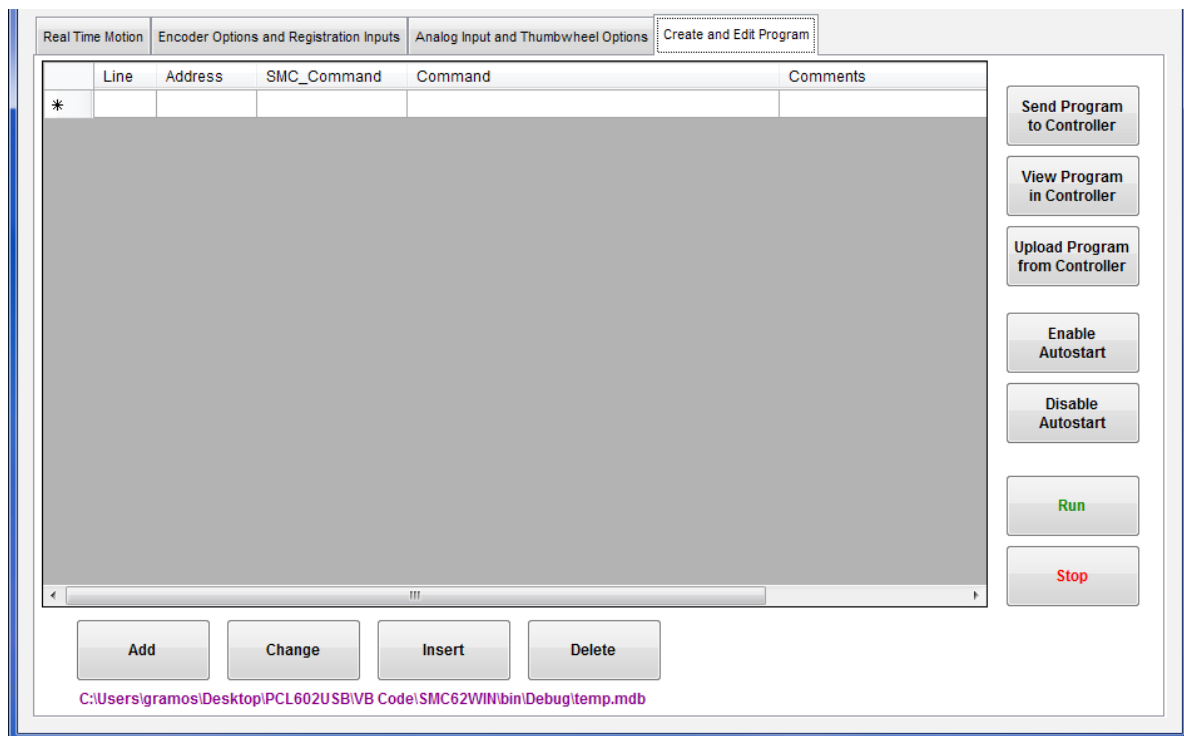 Real Time Motion
Encoder Options and Registration Inputs
Analog Input and Thumbwheel Options
Create and Edit Program
Line
Address
SMC_Command
Command
Comments
Send Program
to Controller
View Program
in Controller
Upload Program
from Controller
Enable
Autostart
Disable
Autostart
Run
Stop
Add
Change
Insert
Delete
C:\Users\gramos\Desktop\PCL602USB\VB Code\SMC62WIN\bin\Debug\temp.mdb